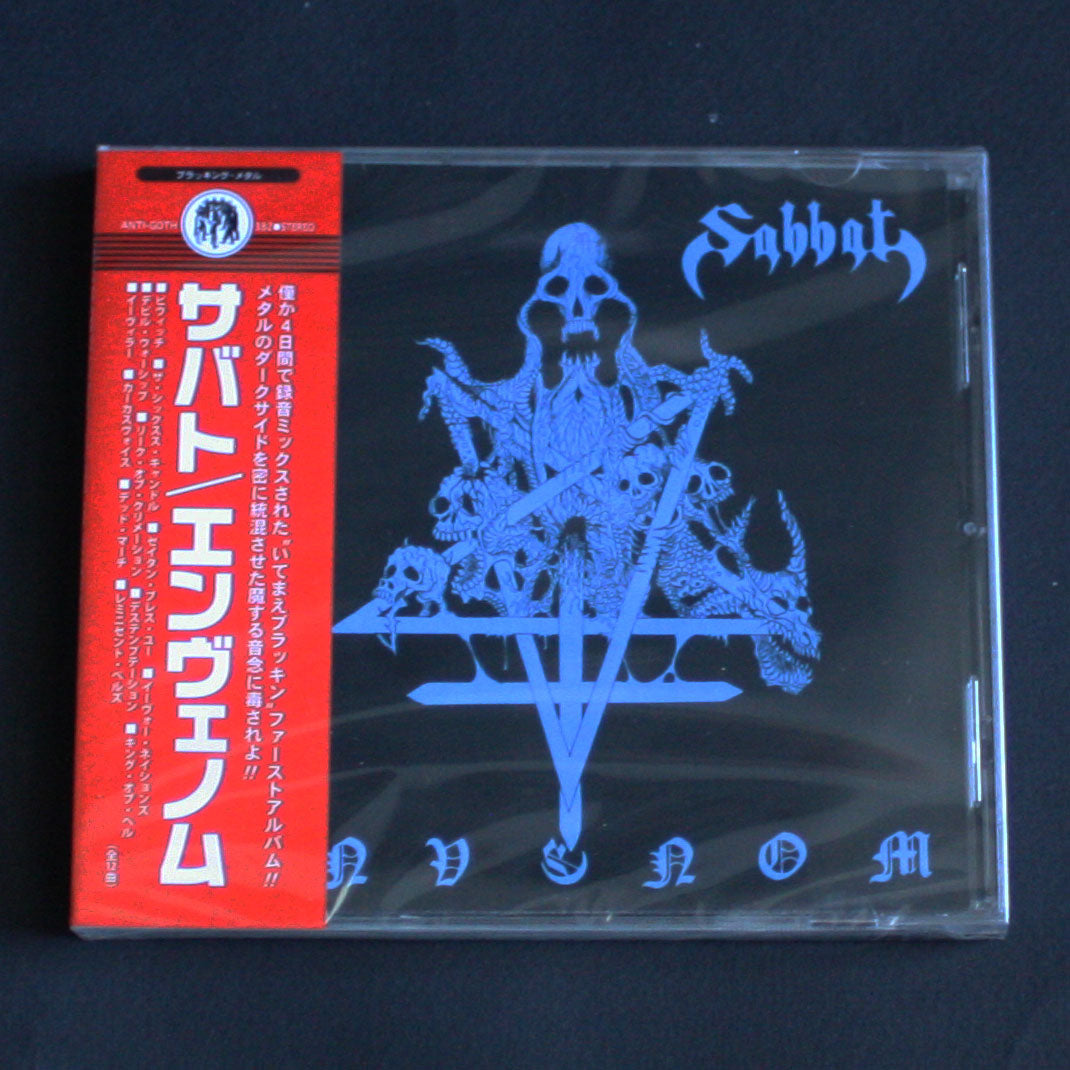 ブラッキング・メタル
ANTI-GOTH 352●STEREO
僅か4日間で録音ミックスされた"いてまえブラッキン"ファーストアルバム!!
メタルのダークサイドを密に統混させた魔する音念に毒されよ!!
サバト/エンヴェノム
■ビウィッチ ■ザ・シックスス・キャンドル ■セイタン・ブレス・ユー ■イーヴォー・ネイションズ
■デビル・ウォーシップ ■リーク・オブ・クリメーション ■デステンプテーション ■キング・オブ・ヘル
■イーヴィラー ■カーカスヴォイス ■デッド・マーチ ■レミニセント・ベルズ
(全12曲)
Sabbat
NVENOM